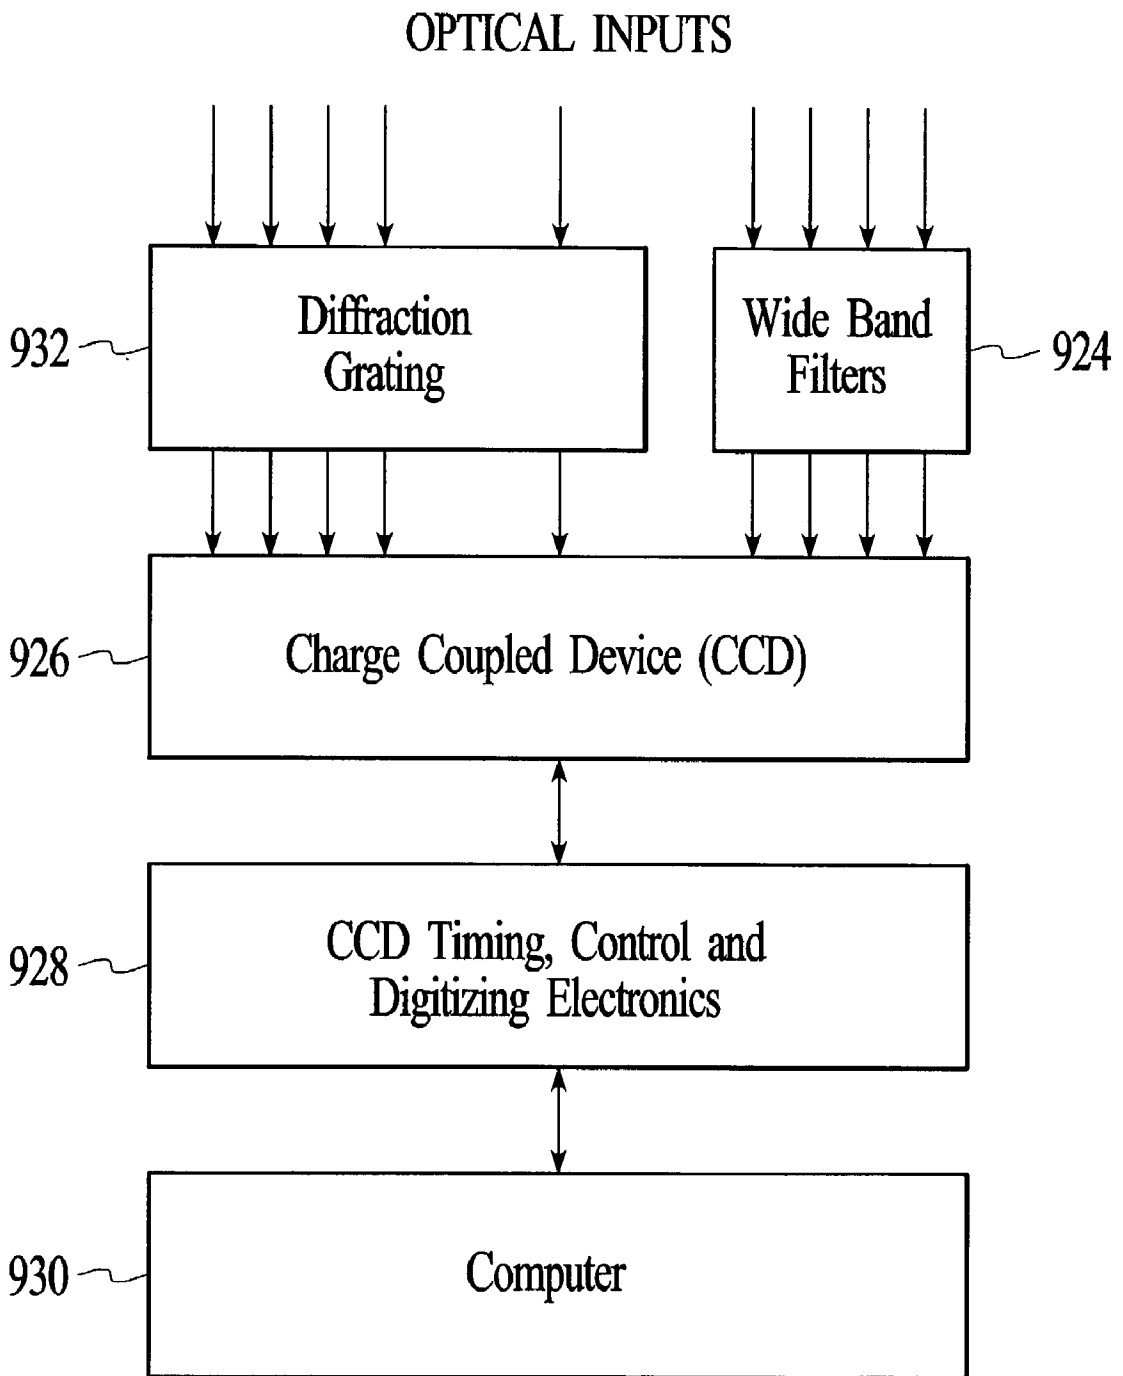 OPTICAL INPUTS
Diffraction
Grating
932
Wide Band
Filters
924
926
Charge Coupled Device (CCD)
928
CCD Timing, Control and
Digitizing Electronics
930
Computer